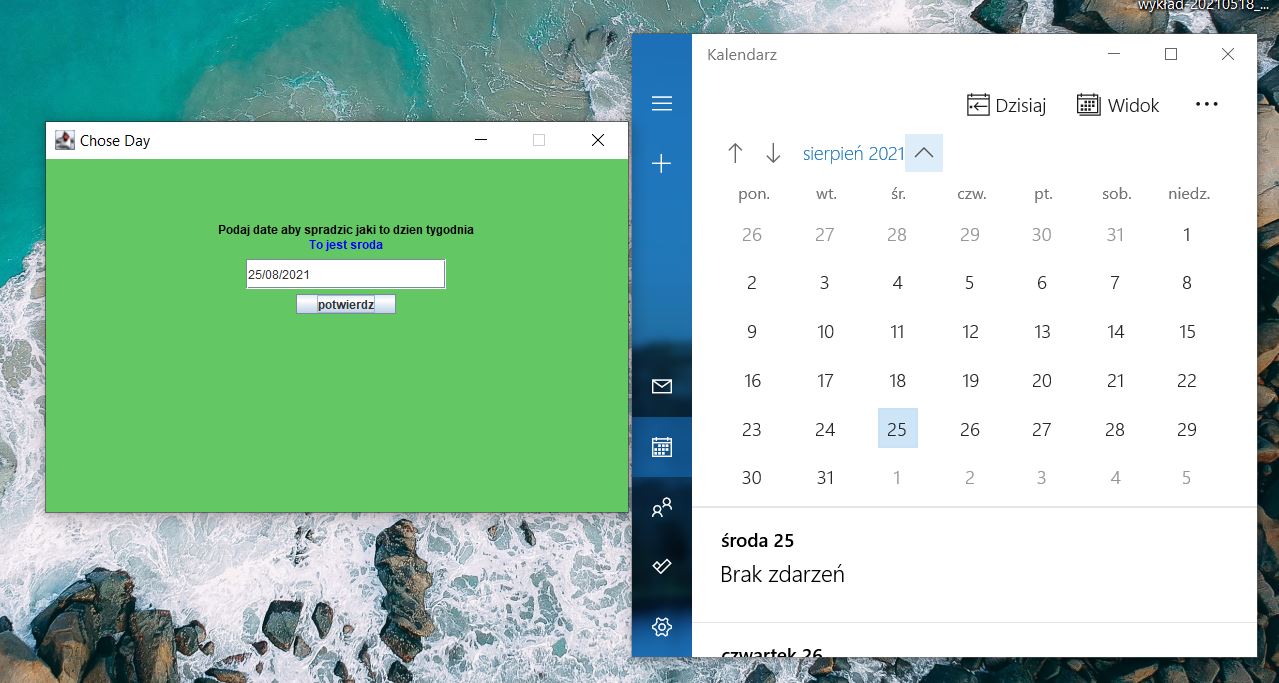 wykład-20210518_...
Chose Day
Podaj date aby spradzic jaki to dzien tygodnia
To jest sroda
25/08/2021
potwierdz
Kalendarz
Dzisiaj Widok
sierpień 2021
pon. wt. śr. czw. pt. sob. niedz.
26 27 28 29 30 31 1
2 3 4 5 6 7 8
9 10 11 12 13 14 15
16 17 18 19 20 21 22
23 24 25 26 27 28 29
30 31 1 2 3 4 5
środa 25
Brak zdarzeń
czwartek 26